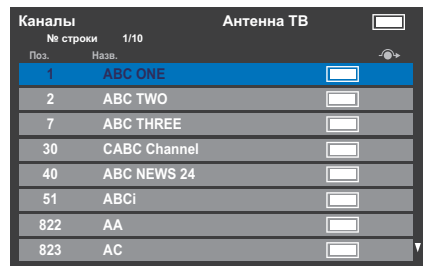 Каналы Антенна ТВ
№ строки 1/10
Поз. Назв.
1 ABC ONE
2 ABC TWO
7 ABC THREE
30 CABC Channel
40 ABC NEWS 24
51 ABCi
822 AA
823 AC